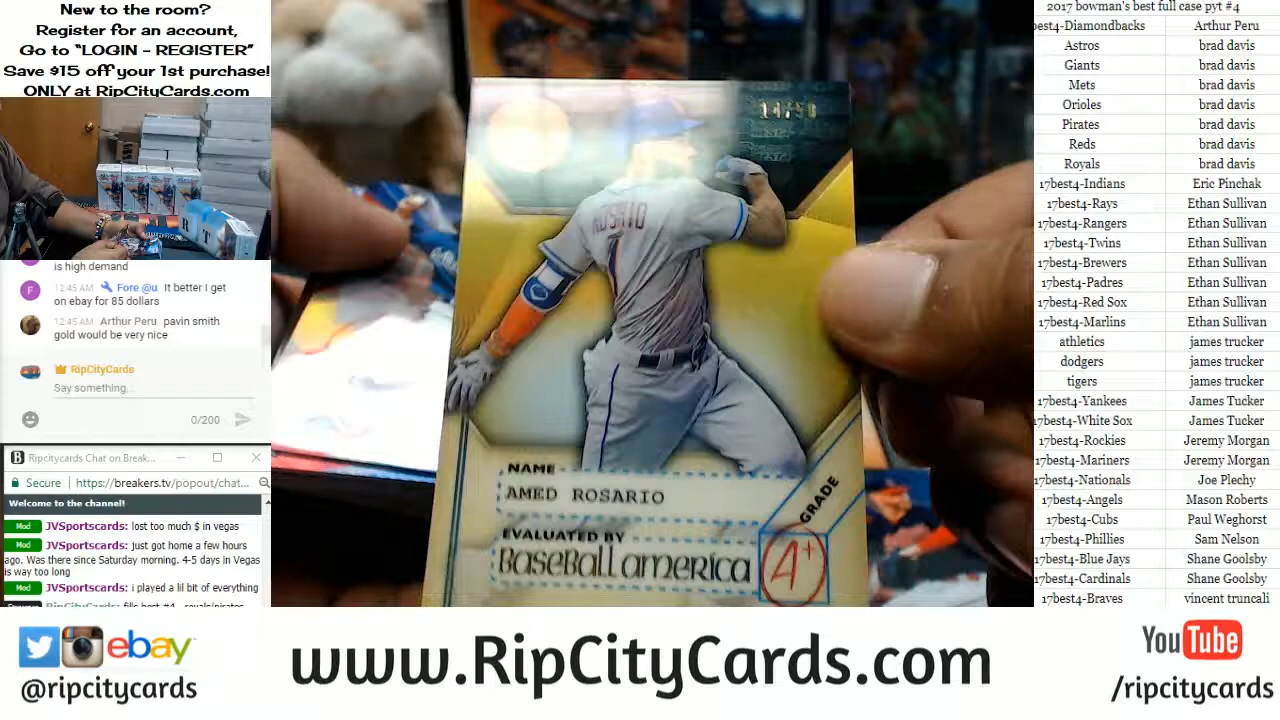 New to the room?
Register for an account,
Go to "LOGIN - REGISTER"
Save $15 off your 1st purchase!
ONLY at RipCityCards.com
is high demand
F 12:45 AM Fore @u It better I get
on ebay for 85 dollars
12:45 AM Arthur Peru pavin smith
gold would be very nice
RipCityCards
Say something...
0/200
Ripcitycards Chat on Break...
Secure https://breakers.tv/popout/chat...
Welcome to the channel!
Mod JVSportscards: lost too much $ in vegas
Mod JVSportscards: just got home a few hours
ago. Was there since Saturday morning. 4-5 days in Vegas
is way too long
Mod JVSportscards: i played a lil bit of everything
14/50
ROSARIO
1
NAME
AMED ROSARIO
EVALUATED BY
BaseBallamerica
GRADE
A+
2017 bowman's best full case pyt #4
best4-Diamondbacks Arthur Peru
Astros brad davis
Giants brad davis
Mets brad davis
Orioles brad davis
Pirates brad davis
Reds brad davis
Royals brad davis
17best4-Indians Eric Pinchak
17best4-Rays Ethan Sullivan
17best4-Rangers Ethan Sullivan
17best4-Twins Ethan Sullivan
17best4-Brewers Ethan Sullivan
17best4-Padres Ethan Sullivan
17best4-Red Sox Ethan Sullivan
17best4-Marlins Ethan Sullivan
athletics james trucker
dodgers james trucker
tigers james trucker
17best4-Yankees James Tucker
17best4-White Sox James Tucker
17best4-Rockies Jeremy Morgan
17best4-Mariners Jeremy Morgan
17best4-Nationals Joe Plechy
17best4-Angels Mason Roberts
17best4-Cubs Paul Weghorst
17best4-Phillies Sam Nelson
17best4-Blue Jays Shane Goolsby
17best4-Cardinals Shane Goolsby
17best4-Braves vincent truncali
ebay
@ripcitycards
www.RipCityCards.com
YouTube
/ripcitycards